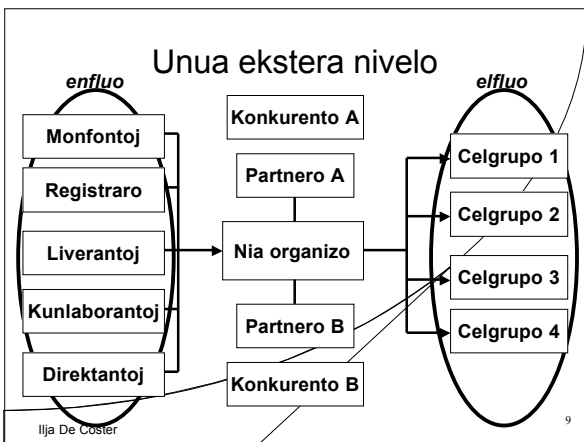 Unua ekstera nivelo
enfluo
elfluo
Monfontoj
Registraro
Liverantoj
Kunlaborantoj
Direktantoj
Konkurento A
Partnero A
Nia organizo
Partnero B
Konkurento B
Celgrupo 1
Celgrupo 2
Celgrupo 3
Celgrupo 4
Ilja De Coster
9